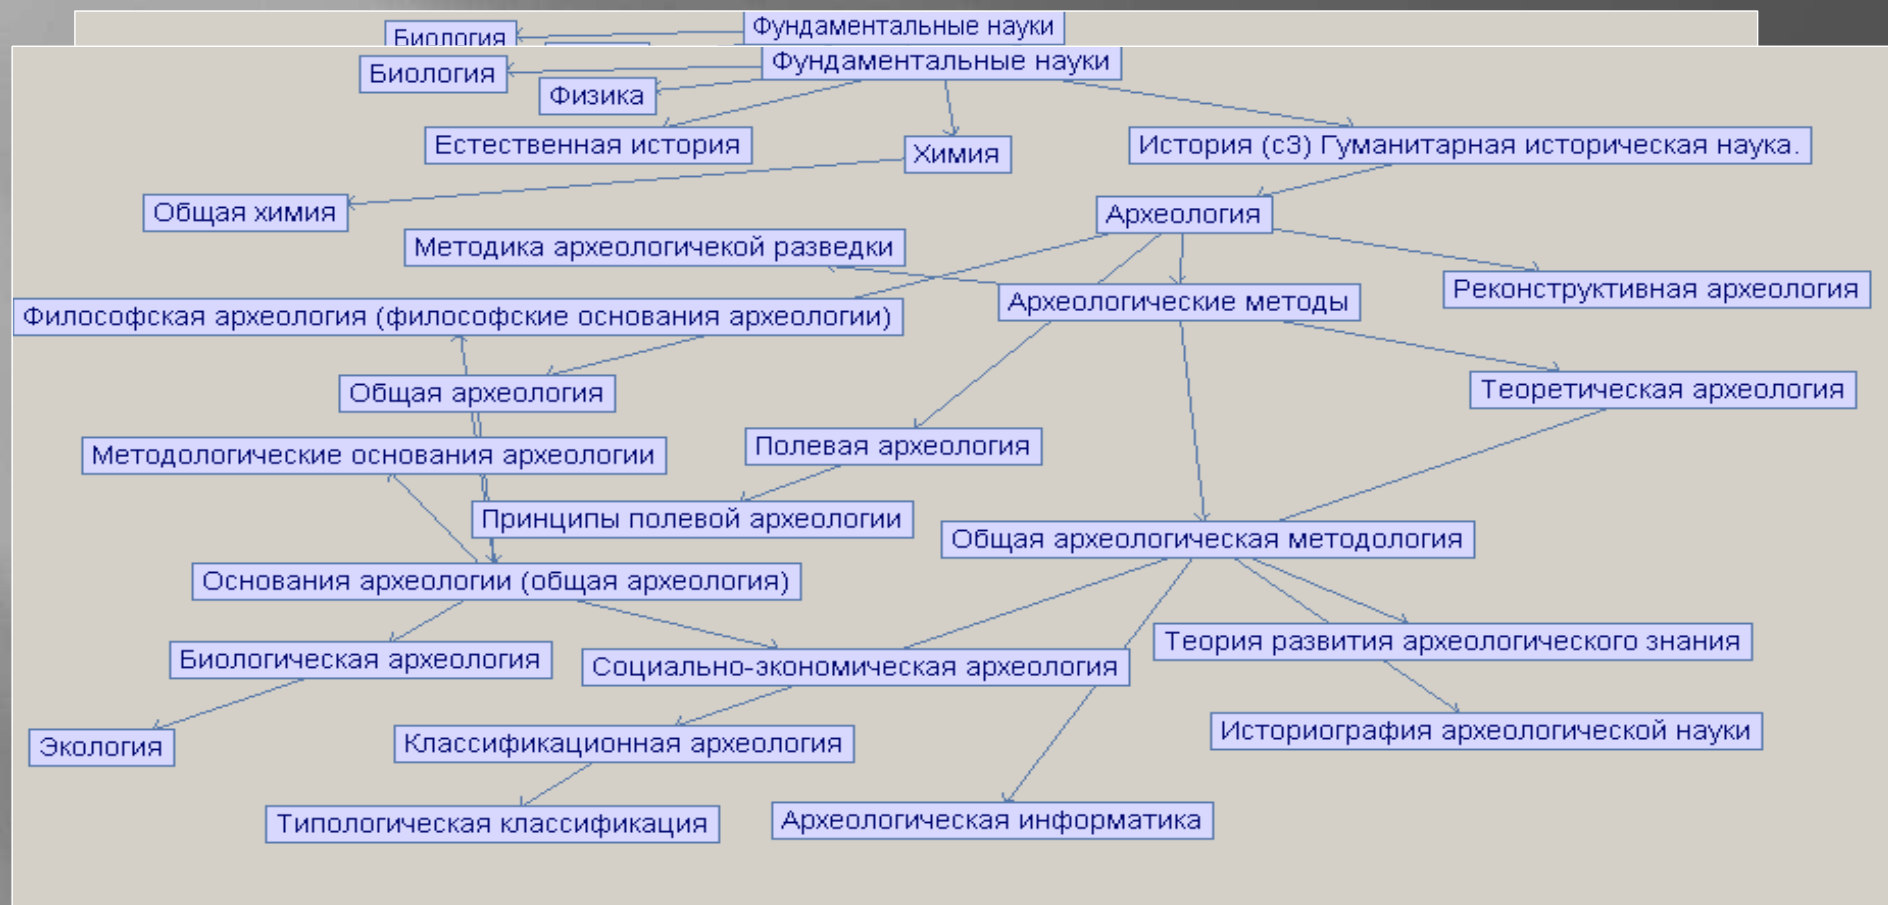 Фундаментальные науки
Биология
Фундаментальные науки
Биология
Физика
Естественная история
Химия
История (с3) Гуманитарная историческая наука.
Общая химия
Археология
Методика археологичекой разведки
Реконструктивная археология
Археологические методы
Философская археология (философские основания археологии)
Общая археология
Теоретическая археология
Полевая археология
Методологические основания археологии
Принципы полевой археологии
Общая археологическая методология
Основания археологии (общая археология)
Теория развития археологического знания
Биологическая археология
Социально-экономическая археология
Историография археологической науки
Экология
Классификационная археология
Типологическая классификация
Археологическая информатика